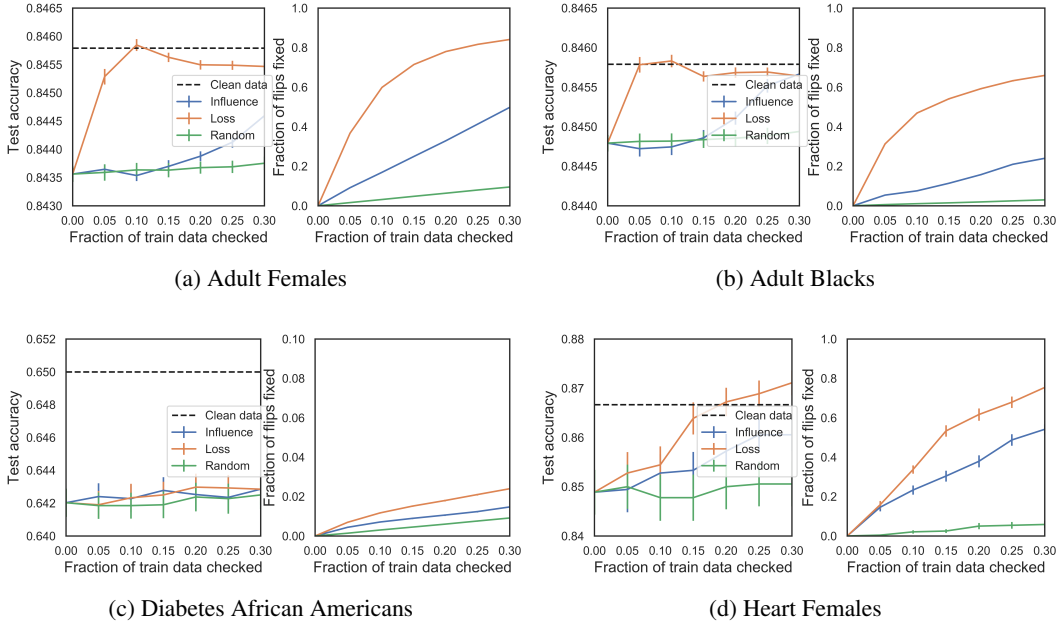 Test accuracy
0.8465
0.8460
0.8455
0.8450
0.8445
0.8440
0.8435
0.8430
0.00 0.05 0.10 0.15 0.20 0.25 0.30
Fraction of train data checked
Clean data
Influence
Loss
Random
Fraction of flips fixed
1.0
0.8
0.6
0.4
0.2
0.0
0.00 0.05 0.10 0.15 0.20 0.25 0.30
Fraction of train data checked
(a) Adult Females
Test accuracy
0.8465
0.8460
0.8455
0.8450
0.8445
0.8440
0.00 0.05 0.10 0.15 0.20 0.25 0.30
Fraction of train data checked
Clean data
Influence
Loss
Random
Fraction of flips fixed
1.0
0.8
0.6
0.4
0.2
0.0
0.00 0.05 0.10 0.15 0.20 0.25 0.30
Fraction of train data checked
(b) Adult Blacks
Test accuracy
0.652
0.650
0.648
0.646
0.644
0.642
0.640
0.00 0.05 0.10 0.15 0.20 0.25 0.30
Fraction of train data checked
Clean data
Influence
Loss
Random
Fraction of flips fixed
0.10
0.08
0.06
0.04
0.02
0.00
0.00 0.05 0.10 0.15 0.20 0.25 0.30
Fraction of train data checked
(c) Diabetes African Americans
Test accuracy
0.88
0.87
0.86
0.85
0.84
0.00 0.05 0.10 0.15 0.20 0.25 0.30
Fraction of train data checked
Clean data
Influence
Loss
Random
Fraction of flips fixed
1.0
0.8
0.6
0.4
0.2
0.0
0.00 0.05 0.10 0.15 0.20 0.25 0.30
Fraction of train data checked
(d) Heart Females